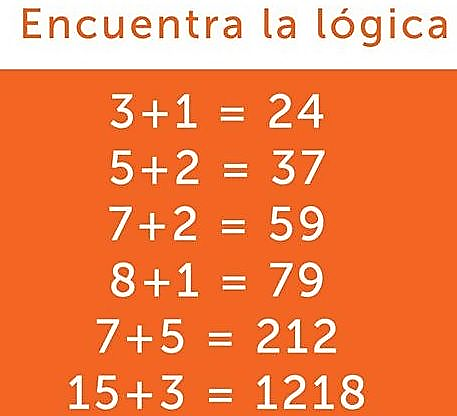 Encuentra la lógica
3+1 = 24
5+2 = 37
7+2 = 59
8+1 = 79
7+5 = 212
15+3 = 1218